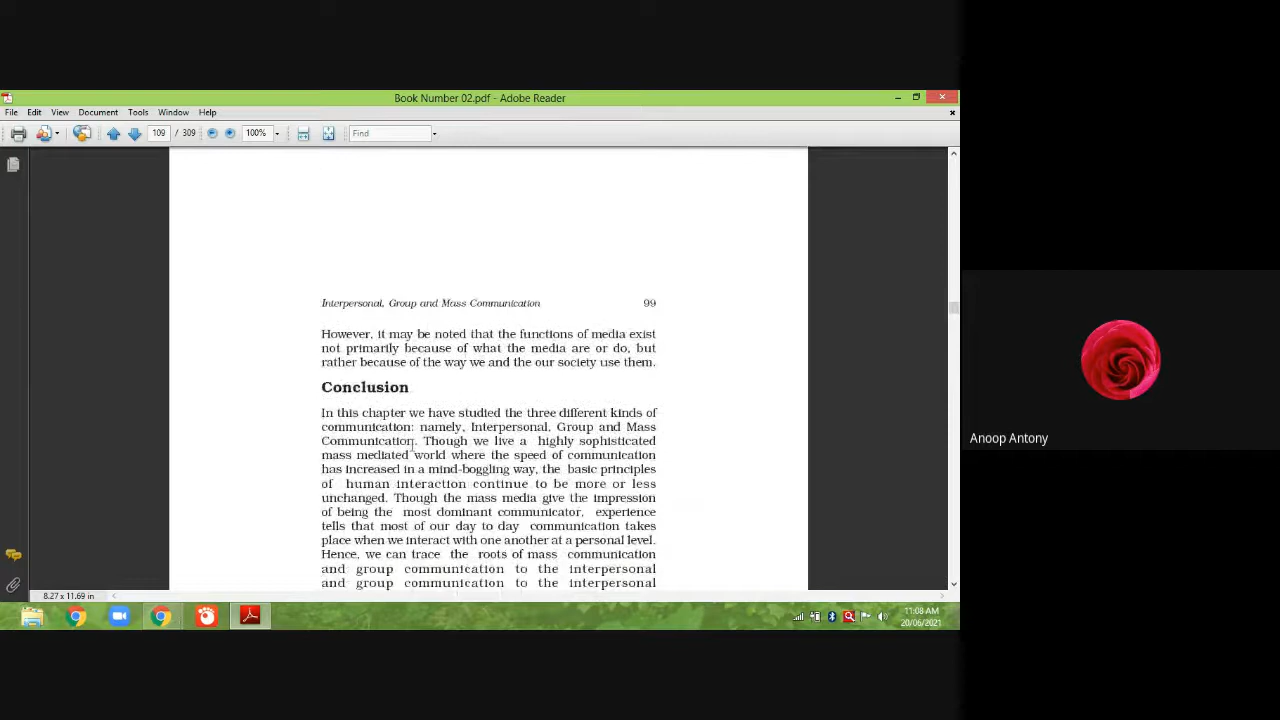 Book Number 02.pdf - Adobe Reader
File Edit View Document Tools Window Help
109 / 309 100% Find
Interpersonal, Group and Mass Communication 99
However, it may be noted that the functions of media exist
not primarily because of what the media are or do, but
rather because of the way we and the our society use them.
Conclusion
In this chapter we have studied the three different kinds of
communication: namely, Interpersonal, Group and Mass
Communication. Though we live a highly sophisticated
mass mediated world where the speed of communication
has increased in a mind-boggling way, the basic principles
of human interaction continue to be more or less
unchanged. Though the mass media give the impression
of being the most dominant communicator, experience
tells that most of our day to day communication takes
place when we interact with one another at a personal level.
Hence, we can trace the roots of mass communication
and group communication to the interpersonal
and group communication to the interpersonal
8.27 x 11.69 in
11:08 AM
20/06/2021
Anoop Antony